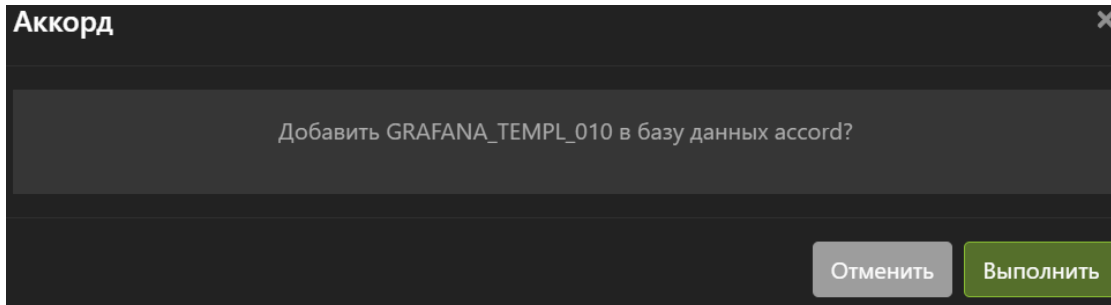 Аккорд
Добавить GRAFANA_TEMPL_010 в базу данных accord?
Отменить
Выполнить